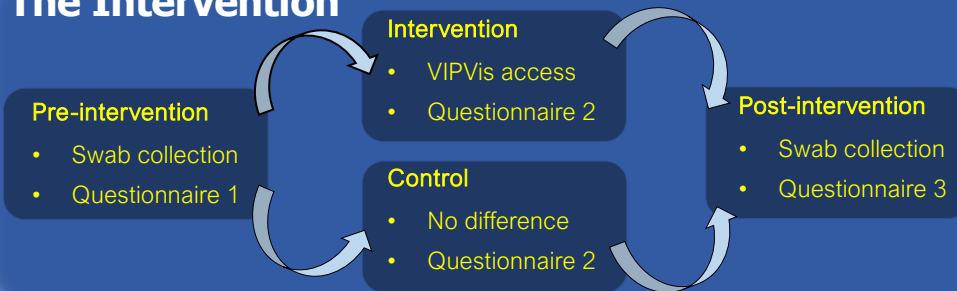 The Intervention
Pre-intervention
• Swab collection
• Questionnaire 1
Intervention
• VIPVis access
• Questionnaire 2
Control
• No difference
• Questionnaire 2
Post-intervention
• Swab collection
• Questionnaire 3